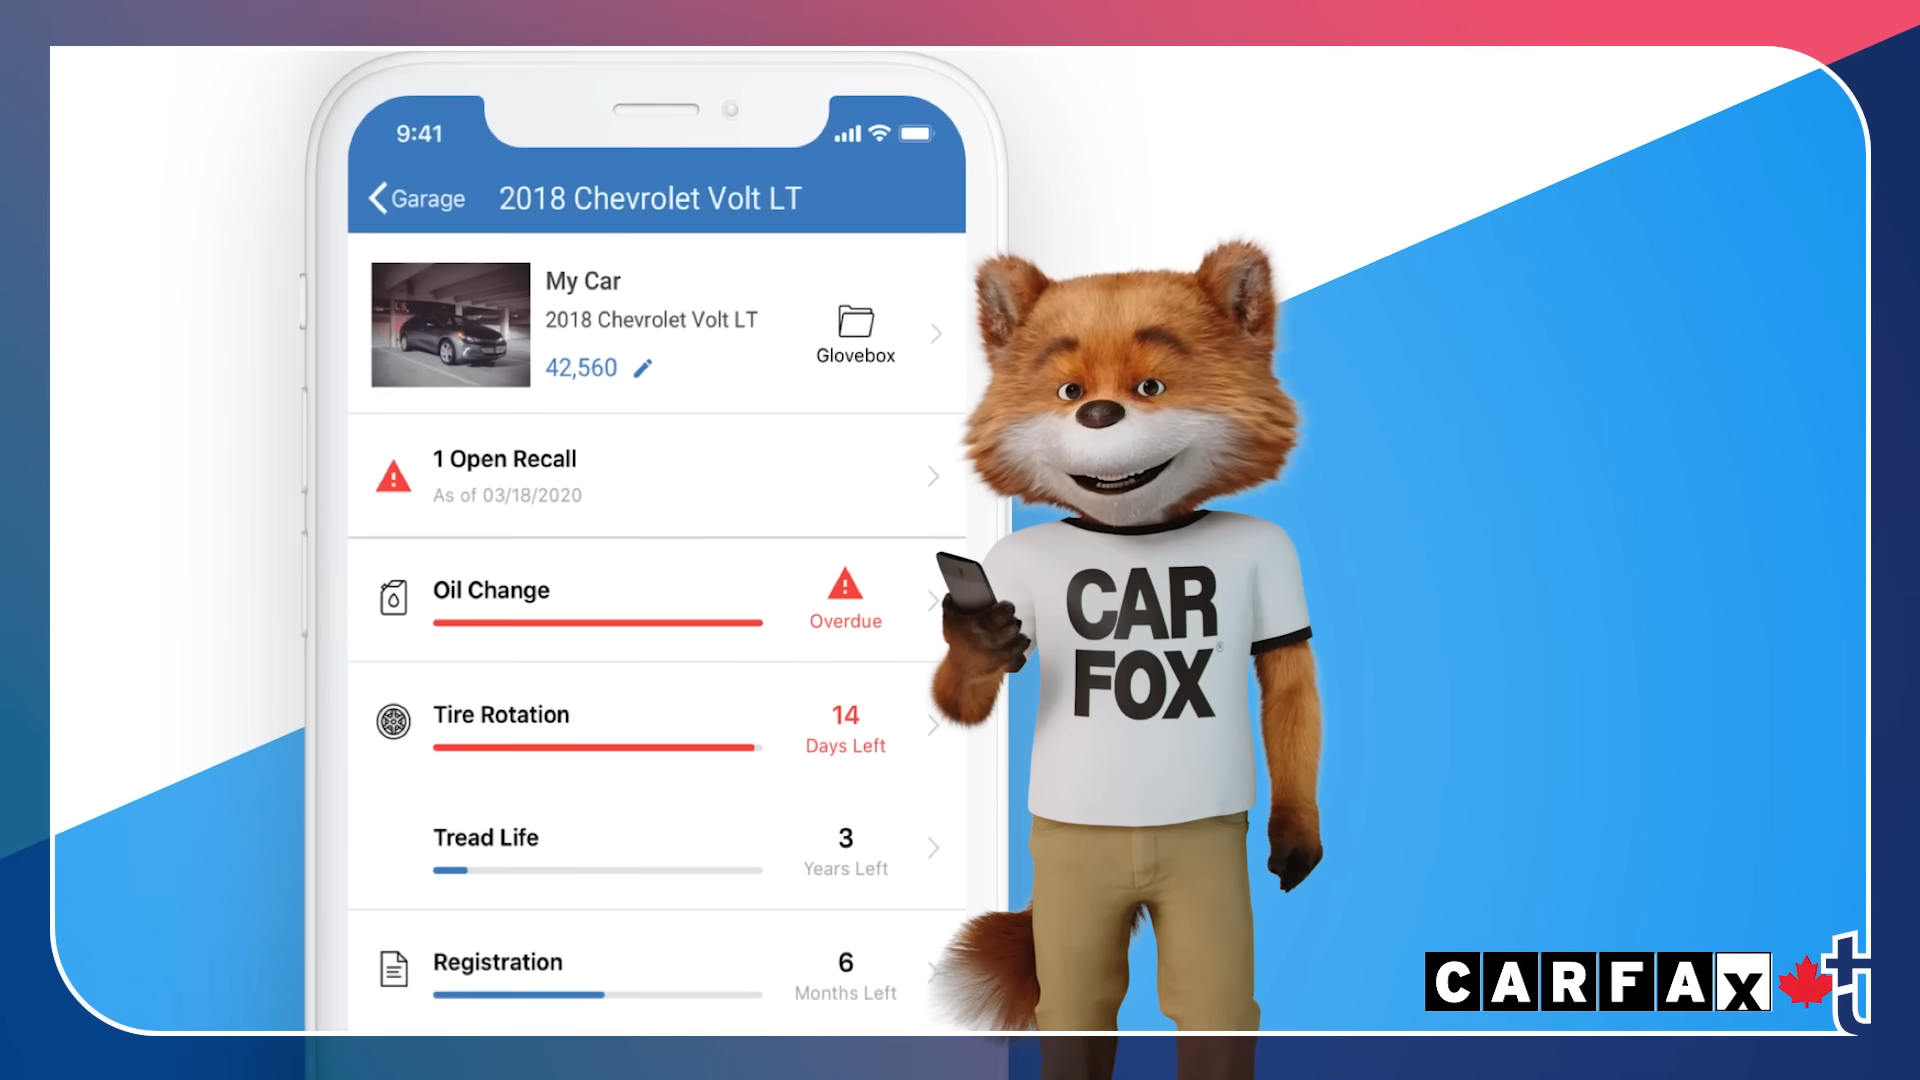 9:41
Garage
2018 Chevrolet Volt LT
My Car
2018 Chevrolet Volt LT
42,560
Glovebox
1 Open Recall
As of 03/18/2020
Oil Change
Overdue
Tire Rotation
14
Days Left
Tread Life
3
Years Left
Registration
6
Months Left
CAR
FOX®
CARFAX
t